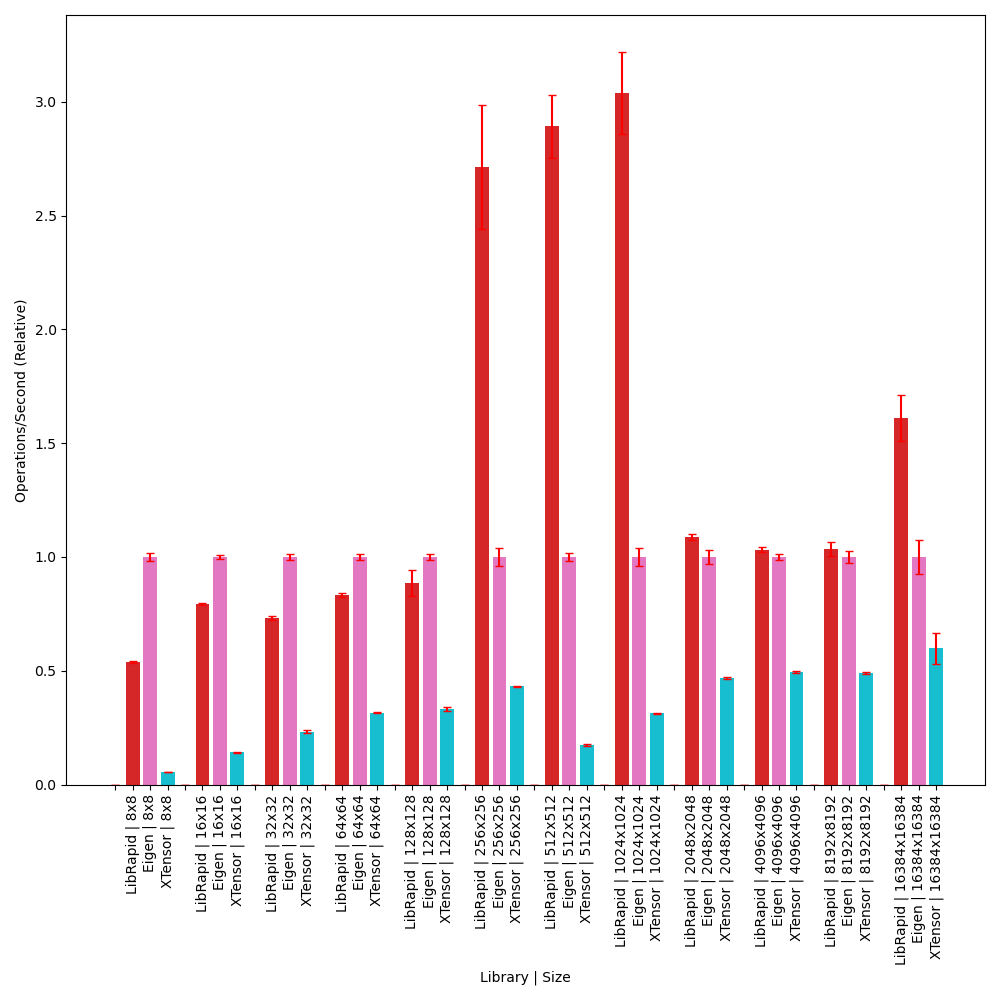 3.0
2.5
2.0
1.5
1.0
0.5
0.0
Operations/Second (Relative)
LibRapid | 8x8
Eigen | 8x8
XTensor | 8x8
LibRapid | 16x16
Eigen | 16x16
XTensor | 16x16
LibRapid | 32x32
Eigen | 32x32
XTensor | 32x32
LibRapid | 64x64
Eigen | 64x64
XTensor | 64x64
LibRapid | 128x128
Eigen | 128x128
XTensor | 128x128
LibRapid | 256x256
Eigen | 256x256
XTensor | 256x256
LibRapid | 512x512
Eigen | 512x512
XTensor | 512x512
LibRapid | 1024x1024
Eigen | 1024x1024
XTensor | 1024x1024
LibRapid | 2048x2048
Eigen | 2048x2048
XTensor | 2048x2048
LibRapid | 4096x4096
Eigen | 4096x4096
XTensor | 4096x4096
LibRapid | 8192x8192
Eigen | 8192x8192
XTensor | 8192x8192
LibRapid | 16384x16384
Eigen | 16384x16384
XTensor | 16384x16384
Library | Size